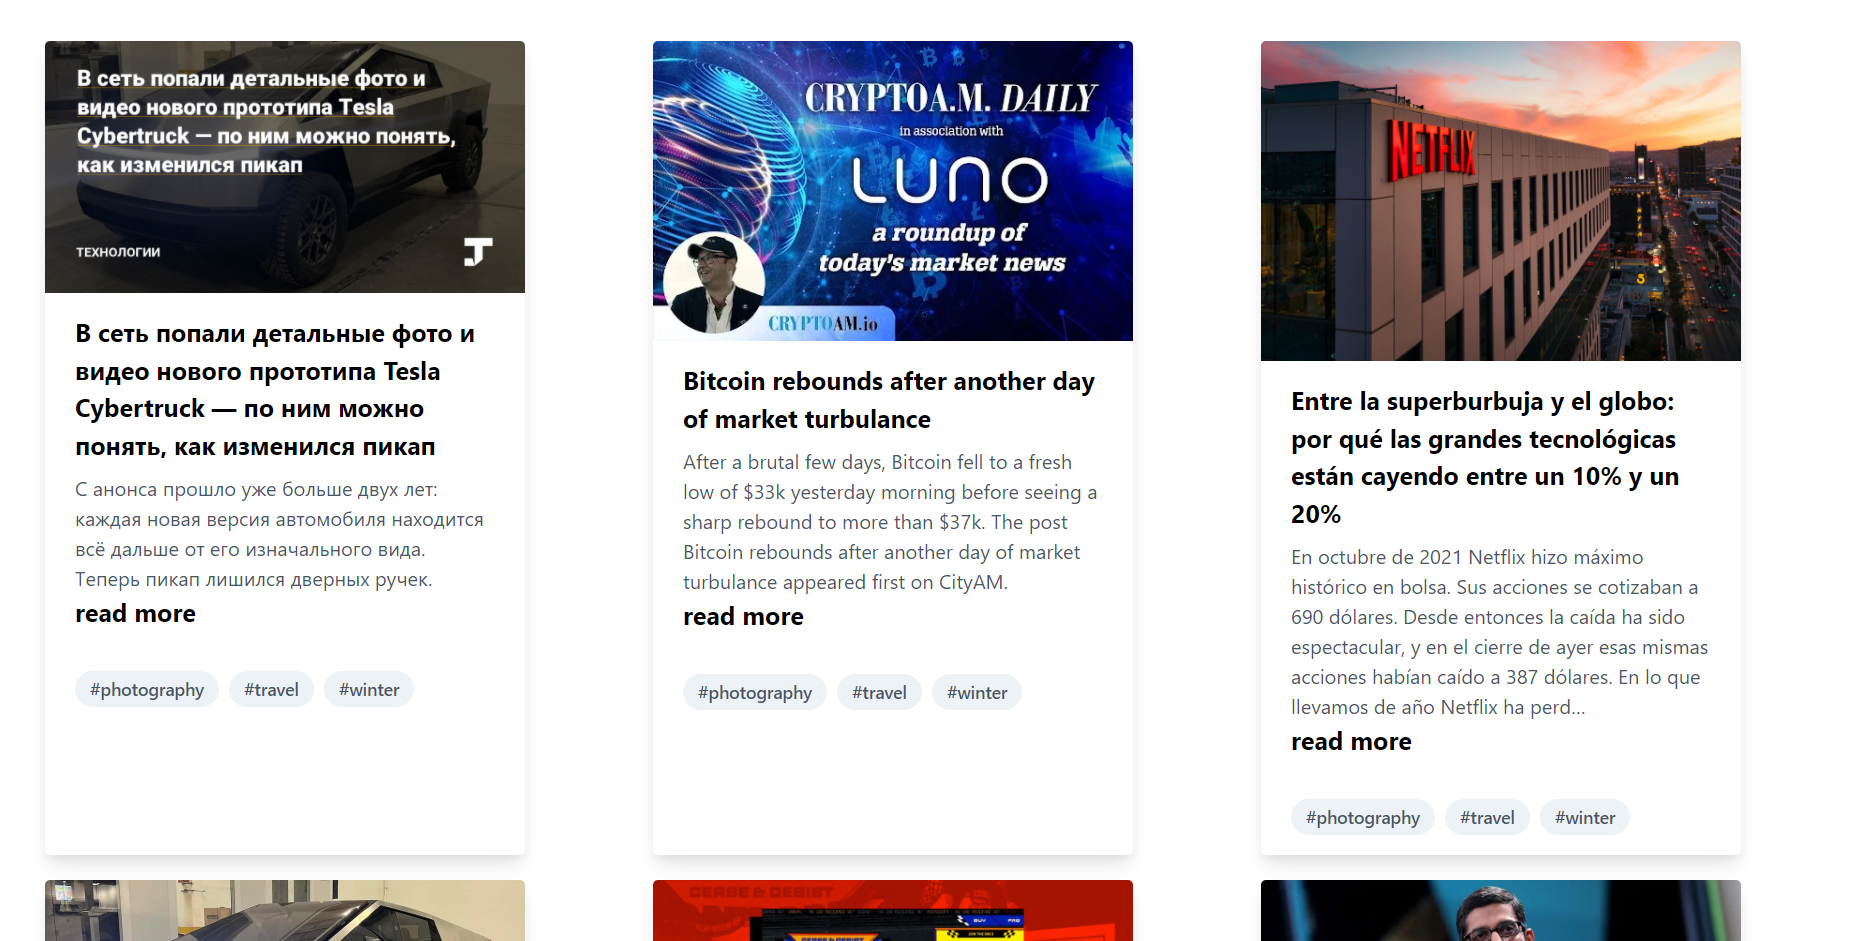 В сеть попали детальные фото и
видео нового прототипа Tesla
Cybertruck — по ним можно понять,
как изменился пикап
ТЕХНОЛОГИИ
В сеть попали детальные фото и
видео нового прототипа Tesla
Cybertruck — по ним можно
понять, как изменился пикап
С анонса прошло уже больше двух лет:
каждая новая версия автомобиля находится
всё дальше от его изначального вида.
Теперь пикап лишился дверных ручек.
read more
#photography #travel #winter
CRYPTOA.M. DAILY
in association with
LUNO
a roundup of
today's market news
CRYPTOAM.io
Bitcoin rebounds after another day
of market turbulance
After a brutal few days, Bitcoin fell to a fresh
low of $33k yesterday morning before seeing a
sharp rebound to more than $37k. The post
Bitcoin rebounds after another day of market
turbulance appeared first on CityAM.
read more
#photography #travel #winter
NETFLIX
5
Entre la superburbuja y el globo:
por qué las grandes tecnológicas
están cayendo entre un 10% y un
20%
En octubre de 2021 Netflix hizo máximo
histórico en bolsa. Sus acciones se cotizaban a
690 dólares. Desde entonces la caída ha sido
espectacular, y en el cierre de ayer esas mismas
acciones habían caído a 387 dólares. En lo que
llevamos de año Netflix ha perd...
read more
#photography #travel #winter
CEASE & DESIST
BUY FAQ
JOIN THE RACE
CEASE & DESIST